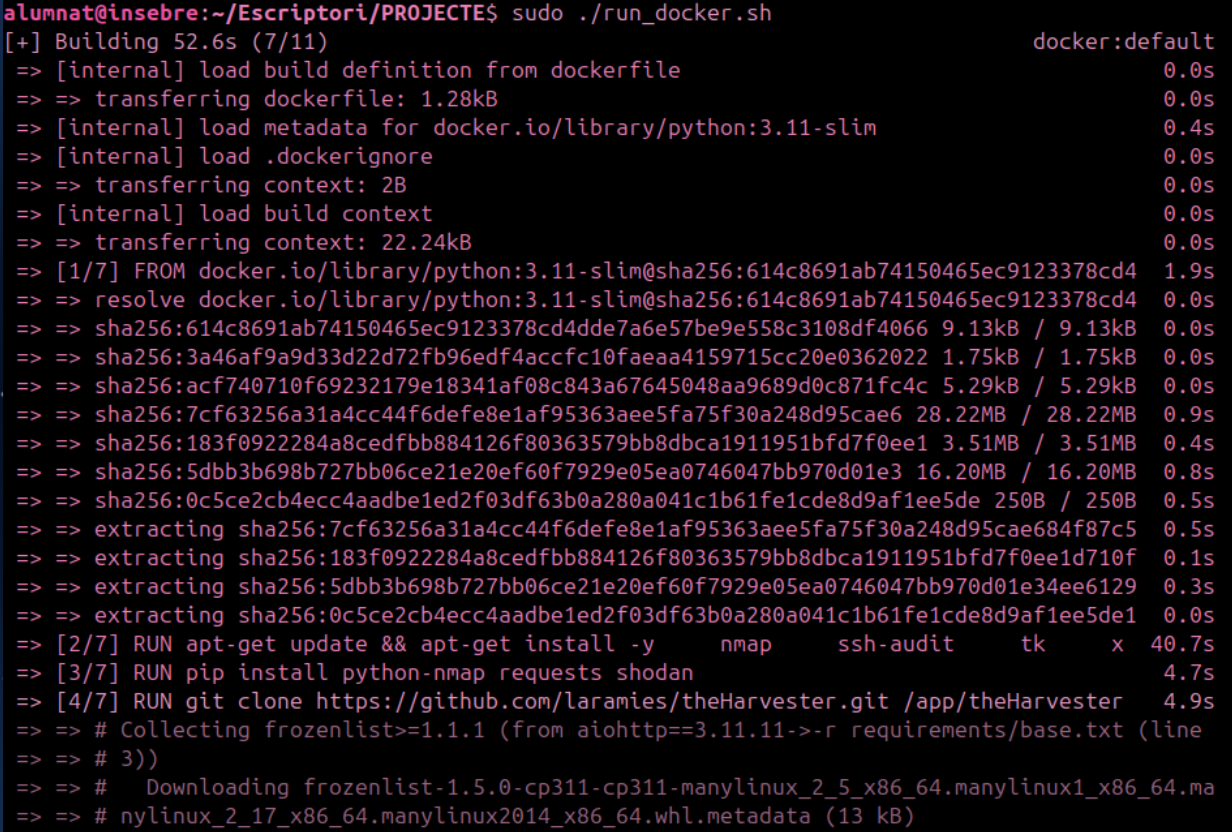 alumnat@insebre:~/Escriptori/PROJECTE$ sudo ./run_docker.sh
[+] Building 52.6s (7/11) docker:default
=> [internal] load build definition from dockerfile 0.0s
=> => transferring dockerfile: 1.28kB 0.0s
=> [internal] load metadata for docker.io/library/python:3.11-slim 0.4s
=> [internal] load .dockerignore 0.0s
=> => transferring context: 2B 0.0s
=> [internal] load build context 0.0s
=> => transferring context: 22.24kB 0.0s
=> [1/7] FROM docker.io/library/python:3.11-slim@sha256:614c8691ab74150465ec9123378cd4 1.9s
=> => resolve docker.io/library/python:3.11-slim@sha256:614c8691ab74150465ec9123378cd4 0.0s
=> => sha256:614c8691ab74150465ec9123378cd4dde7a6e57be9e558c3108df4066 9.13kB / 9.13kB 0.0s
=> => sha256:3a46af9a9d33d22d72fb96edf4accfc10faeaa4159715cc20e0362022 1.75kB / 1.75kB 0.0s
=> => sha256:acf740710f69232179e18341af08c843a67645048aa9689d0c871fc4c 5.29kB / 5.29kB 0.0s
=> => sha256:7cf63256a31a4cc44f6defe8e1af95363aee5fa75f30a248d95cae6 28.22MB / 28.22MB 0.9s
=> => sha256:183f0922284a8cedfbb884126f80363579bb8dbca1911951bfd7f0ee1 3.51MB / 3.51MB 0.4s
=> => sha256:5dbb3b698b727bb06ce21e20ef60f7929e05ea0746047bb970d01e3 16.20MB / 16.20MB 0.8s
=> => sha256:0c5ce2cb4ecc4aadbe1ed2f03df63b0a280a041c1b61fe1cde8d9af1ee5de 250B / 250B 0.5s
=> => extracting sha256:7cf63256a31a4cc44f6defe8e1af95363aee5fa75f30a248d95cae684f87c5 0.5s
=> => extracting sha256:183f0922284a8cedfbb884126f80363579bb8dbca1911951bfd7f0ee1d710f 0.1s
=> => extracting sha256:5dbb3b698b727bb06ce21e20ef60f7929e05ea0746047bb970d01e34ee6129 0.3s
=> => extracting sha256:0c5ce2cb4ecc4aadbe1ed2f03df63b0a280a041c1b61fe1cde8d9af1ee5de1 0.0s
=> [2/7] RUN apt-get update && apt-get install -y     nmap     ssh-audit     tk     x 40.7s
=> [3/7] RUN pip install python-nmap requests shodan 4.7s
=> [4/7] RUN git clone https://github.com/laramies/theHarvester.git /app/theHarvester 4.9s
=> => # Collecting frozenlist>=1.1.1 (from aiohttp==3.11.11->-r requirements/base.txt (line
=> => # 3))
=> => #   Downloading frozenlist-1.5.0-cp311-cp311-manylinux_2_5_x86_64.manylinux1_x86_64.ma
=> => # nylinux_2_17_x86_64.manylinux2014_x86_64.whl.metadata (13 kB)